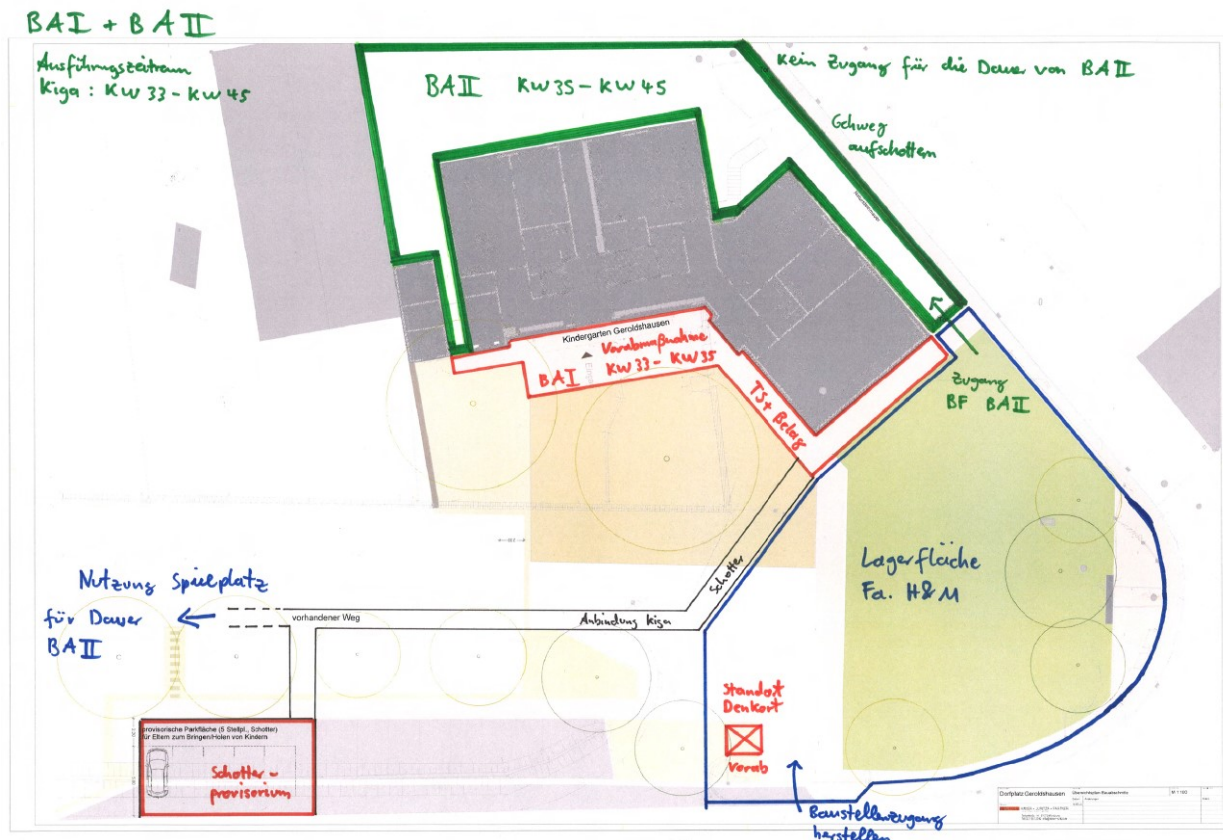 BA I + BA II
Ausführungszeitraum
Kiga: KW 33 - KW 45
BA II KW 35 - KW 45
Kein Zugang für die Dauer von BA II
Gehweg
aufschottern
Kindergarten Geroldshausen
Vorabmaßnahme
KW 33 - KW 35
BA I
TS + Belag
Zugang
BF BA II
Schotter
Lagerfläche
Fa. H&M
Nutzung Spielplatz
für Dauer
BA II
vorhandener Weg
Anbindung Kiga
Standort
Denkort
Vorab
provisorische Parkfläche (5 Stellpl., Schotter)
für Eltern zum Bringen/Holen von Kindern
Schotter-
provisorium
Baustellenzugang
herstellen
Dorfplatz Geroldshausen
M 1:100